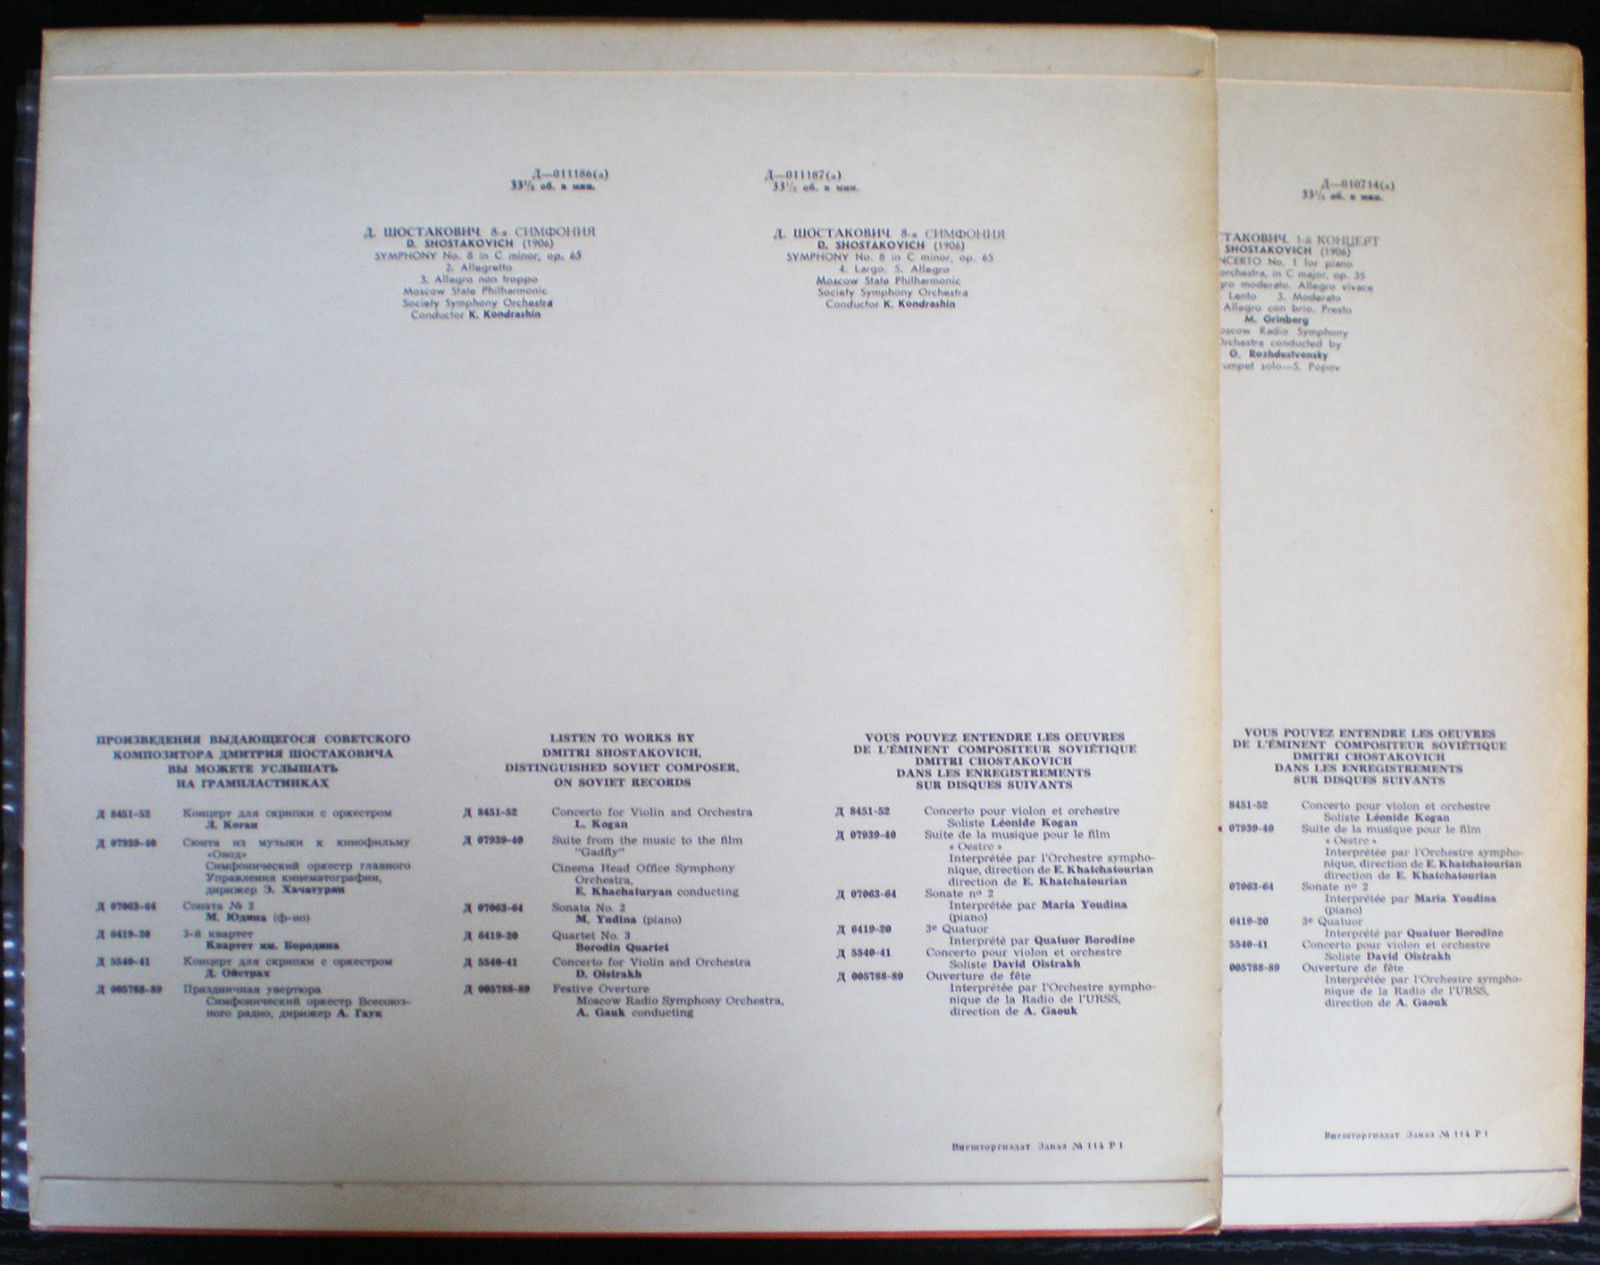 Д—011186(а)
33⅓ об. в мин.
Д. ШОСТАКОВИЧ. 8-я СИМФОНИЯ
D. SHOSTAKOVICH (1906)
SYMPHONY No. 8 in C minor, op. 65
2. Allegretto
3. Allegro non troppo
Moscow State Philharmonic
Society Symphony Orchestra
Conductor K. Kondrashin
Д—011187(а)
33⅓ об. в мин.
Д. ШОСТАКОВИЧ. 8-я СИМФОНИЯ
D. SHOSTAKOVICH (1906)
SYMPHONY No. 8 in C minor, op. 65
4. Largo. 5. Allegro
Moscow State Philharmonic
Society Symphony Orchestra
Conductor K. Kondrashin
Д—010714(а)
33⅓ об. в мин.
ТАКОВИЧ. 1-й КОНЦЕРТ
SHOSTAKOVICH (1906)
NCERTO No. 1 for piano
orchestra, in C major, op. 35
gro moderato. Allegro vivace
Lento 3. Moderato
Allegro con brio. Presto
M. Grinberg
oscow Radio Symphony
Orchestra conducted by
G. Rozhdestvensky
umpet solo—S. Popov
ПРОИЗВЕДЕНИЯ ВЫДАЮЩЕГОСЯ СОВЕТСКОГО
КОМПОЗИТОРА ДМИТРИЯ ШОСТАКОВИЧА
ВЫ МОЖЕТЕ УСЛЫШАТЬ
НА ГРАМПЛАСТИНКАХ
Д 8451-52 Концерт для скрипки с оркестром
Л. Коган
Д 07939-40 Сюита из музыки к кинофильму
«Овод»
Симфонический оркестр главного
Управления кинематографии,
дирижер Э. Хачатурян
Д 07063-64 Соната № 2
М. Юдина (ф-но)
Д 6419-20 3-й квартет
Квартет им. Бородина
Д 5540-41 Концерт для скрипки с оркестром
Д. Ойстрах
Д 005788-89 Праздничная увертюра
Симфонический оркестр Всесоюз-
ного радио, дирижер А. Гаук
LISTEN TO WORKS BY
DMITRI SHOSTAKOVICH,
DISTINGUISHED SOVIET COMPOSER,
ON SOVIET RECORDS
Д 8451-52 Concerto for Violin and Orchestra
L. Kogan
Д 07939-40 Suite from the music to the film
"Gadfly"
Cinema Head Office Symphony
Orchestra,
E. Khachaturyan conducting
Д 07063-64 Sonata No. 2
M. Yudina (piano)
Д 6419-20 Quartet No. 3
Borodin Quartet
Д 5540-41 Concerto for Violin and Orchestra
D. Oistrakh
Д 005788-89 Festive Overture
Moscow Radio Symphony Orchestra,
A. Gauk conducting
VOUS POUVEZ ENTENDRE LES OEUVRES
DE L'ÉMINENT COMPOSITEUR SOVIÉTIQUE
DMITRI CHOSTAKOVICH
DANS LES ENREGISTREMENTS
SUR DISQUES SUIVANTS
Д 8451-52 Concerto pour violon et orchestre
Soliste Léonide Kogan
Д 07939-40 Suite de la musique pour le film
« Oestre »
Interprétée par l'Orchestre sympho-
nique, direction de E. Khatchatourian
direction de E. Khatchatourian
Д 07063-64 Sonate nº 2
Interprétée par Maria Youdina
(piano)
Д 6419-20 3e Quatuor
Interprété par Quatuor Borodine
Д 5540-41 Concerto pour violon et orchestre
Soliste David Oïstrakh
Д 005788-89 Ouverture de fête
Interprétée par l'Orchestre sympho-
nique de la Radio de l'URSS,
direction de A. Gaouk
Внешторгиздат. Заказ № 114 Р 1
VOUS POUVEZ ENTENDRE LES OEUVRES
DE L'ÉMINENT COMPOSITEUR SOVIÉTIQUE
DMITRI CHOSTAKOVICH
DANS LES ENREGISTREMENTS
SUR DISQUES SUIVANTS
8451-52 Concerto pour violon et orchestre
Soliste Léonide Kogan
07939-40 Suite de la musique pour le film
« Oestre »
Interprétée par l'Orchestre sympho-
nique, direction de E. Khatchatourian
direction de E. Khatchatourian
07063-64 Sonate nº 2
Interprétée par Maria Youdina
(piano)
6419-20 3e Quatuor
Interprété par Quatuor Borodine
5540-41 Concerto pour violon et orchestre
Soliste David Oïstrakh
005788-89 Ouverture de fête
Interprétée par l'Orchestre sympho-
nique de la Radio de l'URSS,
direction de A. Gaouk
Внешторгиздат. Заказ № 114 Р 1